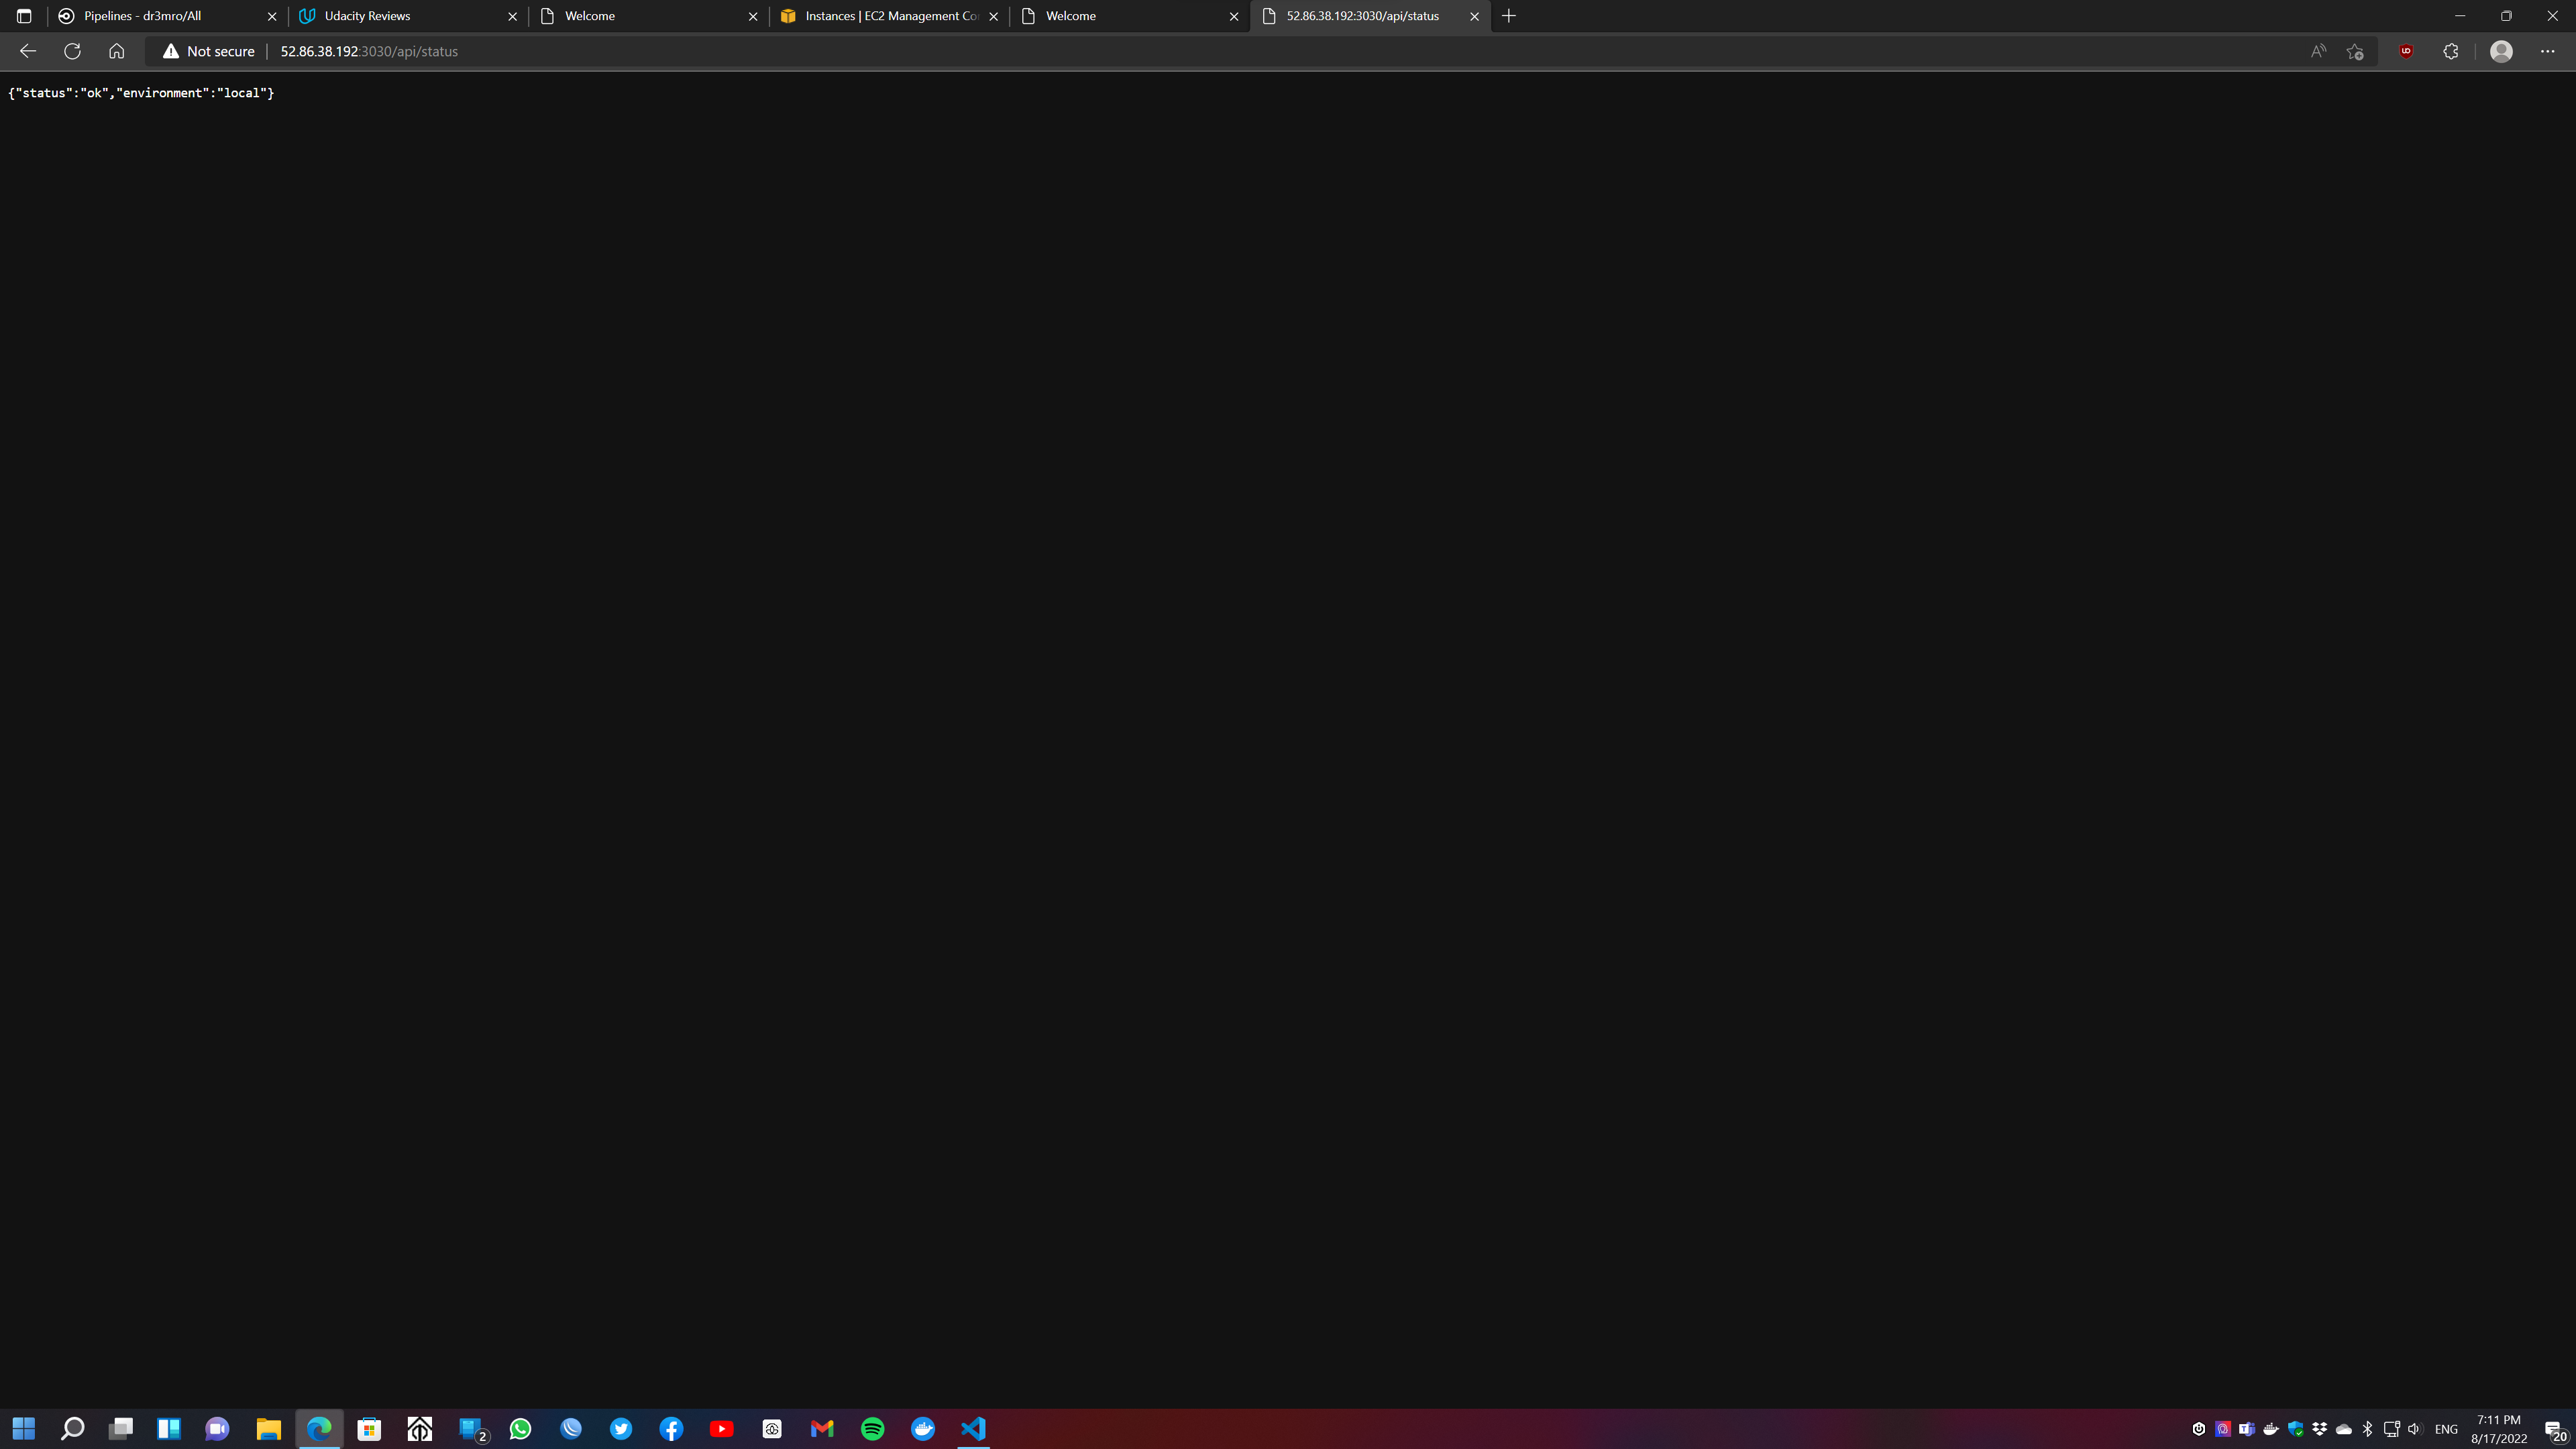 Pipelines - dr3mro/All
Udacity Reviews
Welcome
Instances | EC2 Management Co
Welcome
52.86.38.192:3030/api/status
Not secure
52.86.38.192:3030/api/status
{"status":"ok","environment":"local"}
2
ENG
7:11 PM
8/17/2022
20